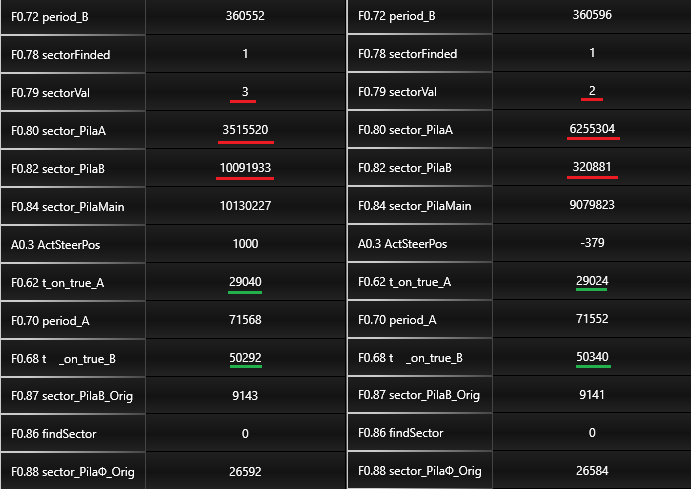 F0.72 period_B 360552
F0.78 sectorFinded 1
F0.79 sectorVal 3
F0.80 sector_PilaA 3515520
F0.82 sector_PilaB 10091933
F0.84 sector_PilaMain 10130227
A0.3 ActSteerPos 1000
F0.62 t_on_true_A 29040
F0.70 period_A 71568
F0.68 t _on_true_B 50292
F0.87 sector_PilaB_Orig 9143
F0.86 findSector 0
F0.88 sector_PilaФ_Orig 26592
F0.72 period_B 360596
F0.78 sectorFinded 1
F0.79 sectorVal 2
F0.80 sector_PilaA 6255304
F0.82 sector_PilaB 320881
F0.84 sector_PilaMain 9079823
A0.3 ActSteerPos -379
F0.62 t_on_true_A 29024
F0.70 period_A 71552
F0.68 t _on_true_B 50340
F0.87 sector_PilaB_Orig 9141
F0.86 findSector 0
F0.88 sector_PilaФ_Orig 26584